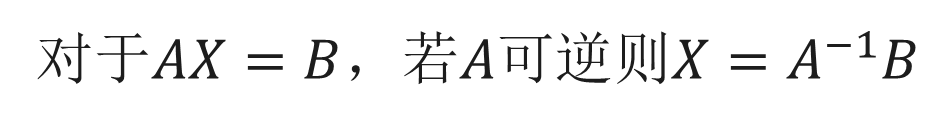 对于AX = B，若A可逆则X = A⁻¹B